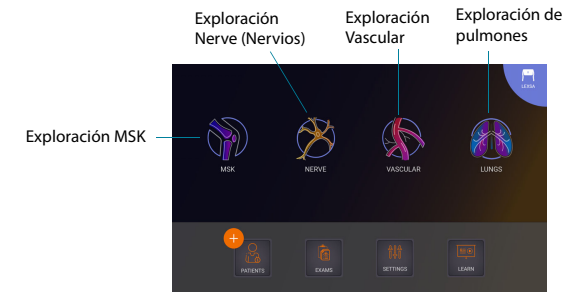 Exploración
Nerve (Nervios)
Exploración
Vascular
Exploración de
pulmones
LEXSA
Exploración MSK
MSK
NERVE
VASCULAR
LUNGS
PATIENTS
EXAMS
SETTINGS
LEARN